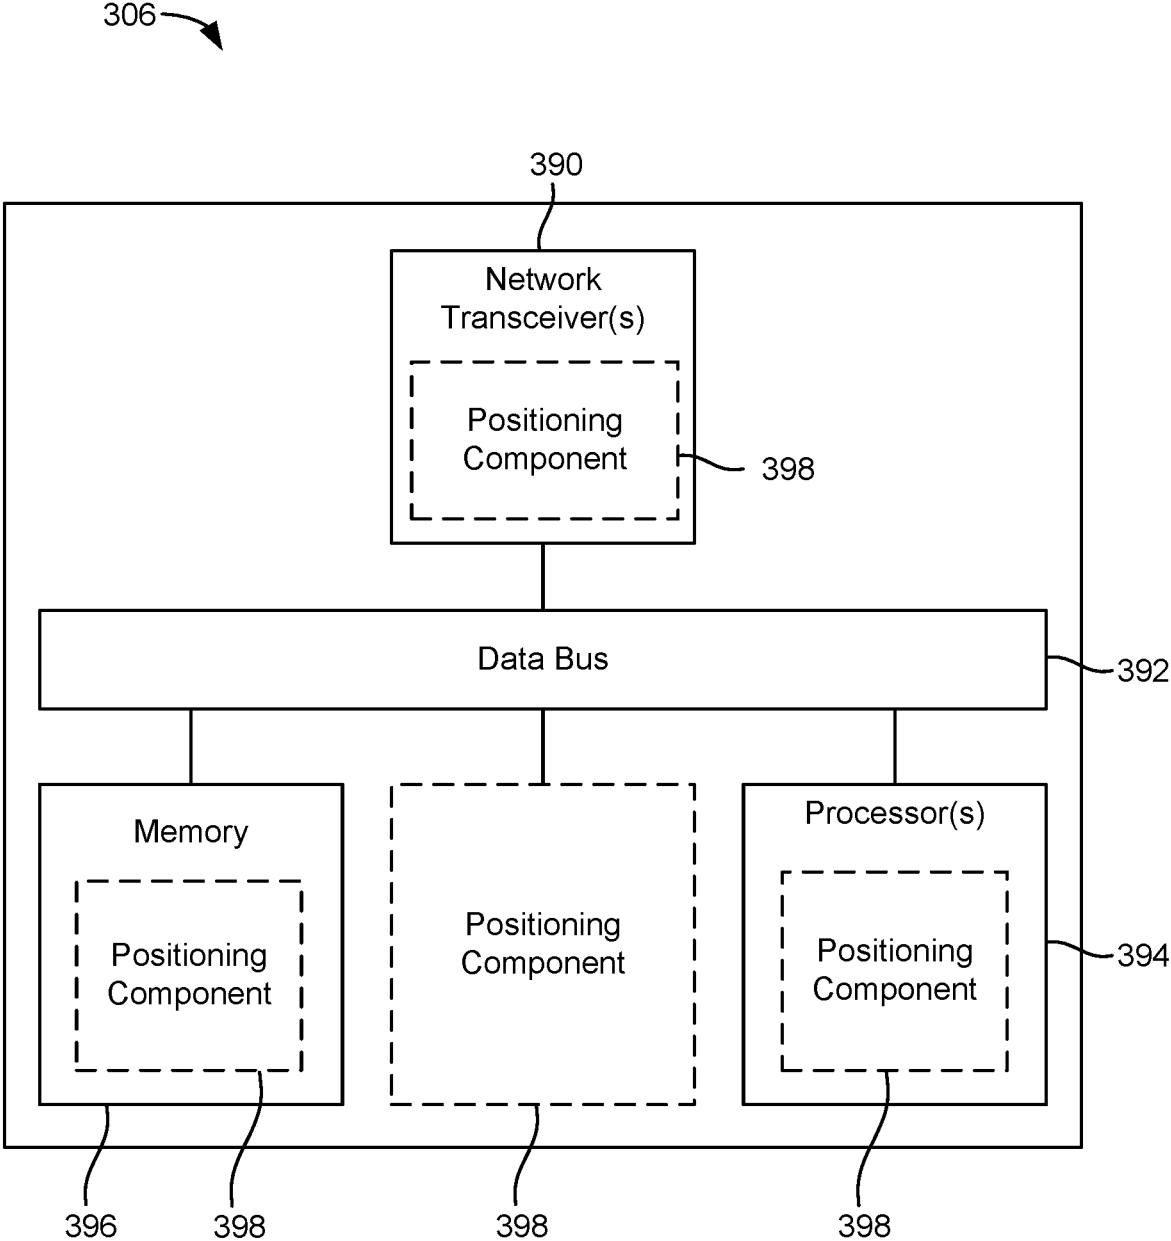 306
390
Network
Transceiver(s)
Positioning
Component
398
Data Bus
392
Memory
Positioning
Component
Positioning
Component
Processor(s)
Positioning
Component
394
396
398
398
398